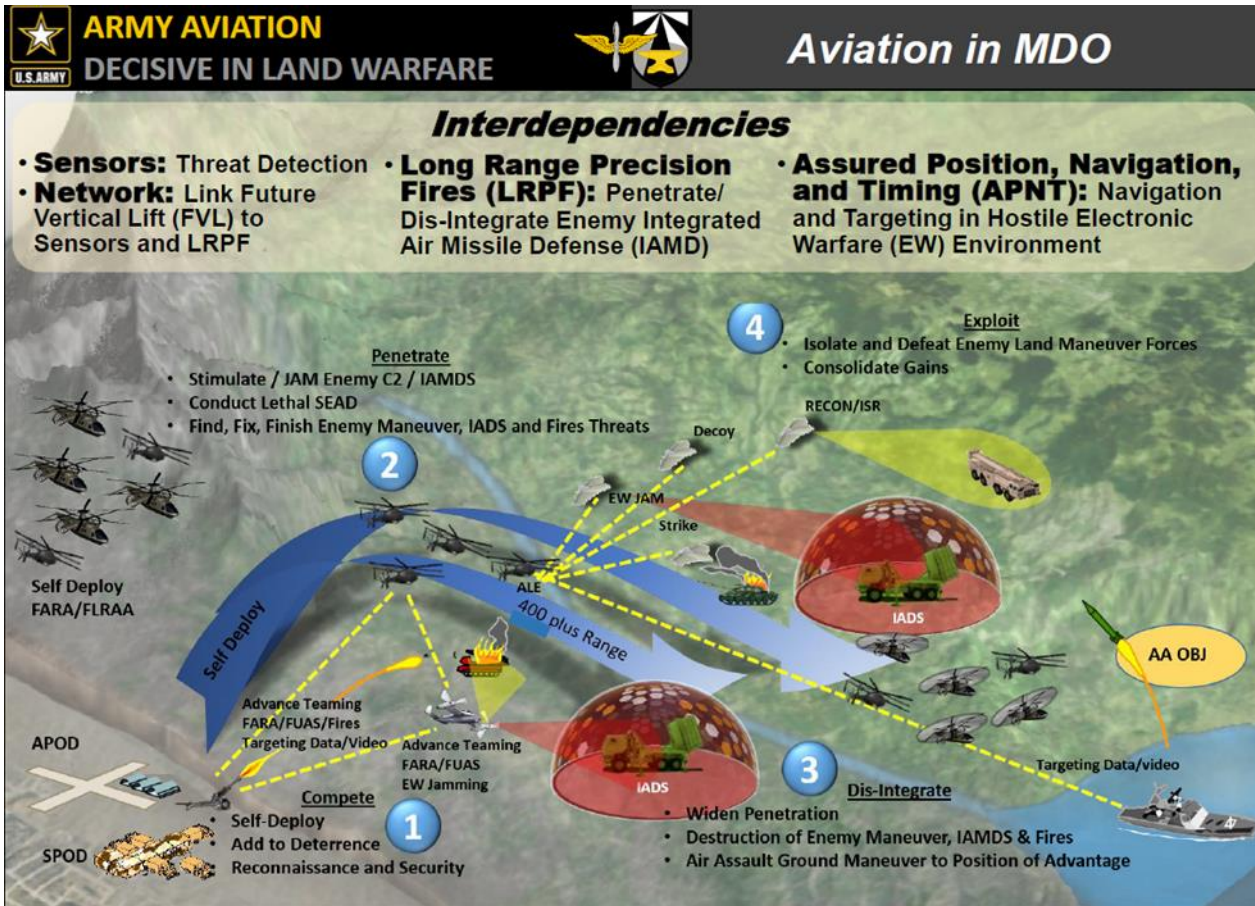 ARMY AVIATION
DECISIVE IN LAND WARFARE
U.S.ARMY
Aviation in MDO
Interdependencies
• Sensors: Threat Detection
• Network: Link Future
Vertical Lift (FVL) to
Sensors and LRPF
• Long Range Precision
Fires (LRPF): Penetrate/
Dis-Integrate Enemy Integrated
Air Missile Defense (IAMD)
• Assured Position, Navigation,
and Timing (APNT): Navigation
and Targeting in Hostile Electronic
Warfare (EW) Environment
4
Exploit
• Isolate and Defeat Enemy Land Maneuver Forces
• Consolidate Gains
Penetrate
• Stimulate / JAM Enemy C2 / IAMDS
• Conduct Lethal SEAD
• Find, Fix, Finish Enemy Maneuver, IADS and Fires Threats
2
RECON/ISR
Decoy
EW JAM
Strike
ALE
IADS
Self Deploy
FARA/FLRAA
Self Deploy
400 plus Range
AA OBJ
Advance Teaming
FARA/FUAS/Fires
Targeting Data/Video
Advance Teaming
FARA/FUAS
EW Jamming
IADS
APOD
SPOD
Compete
1
• Self-Deploy
• Add to Deterrence
• Reconnaissance and Security
3
Dis-Integrate
• Widen Penetration
• Destruction of Enemy Maneuver, IAMDS & Fires
• Air Assault Ground Maneuver to Position of Advantage
Targeting Data/video
47